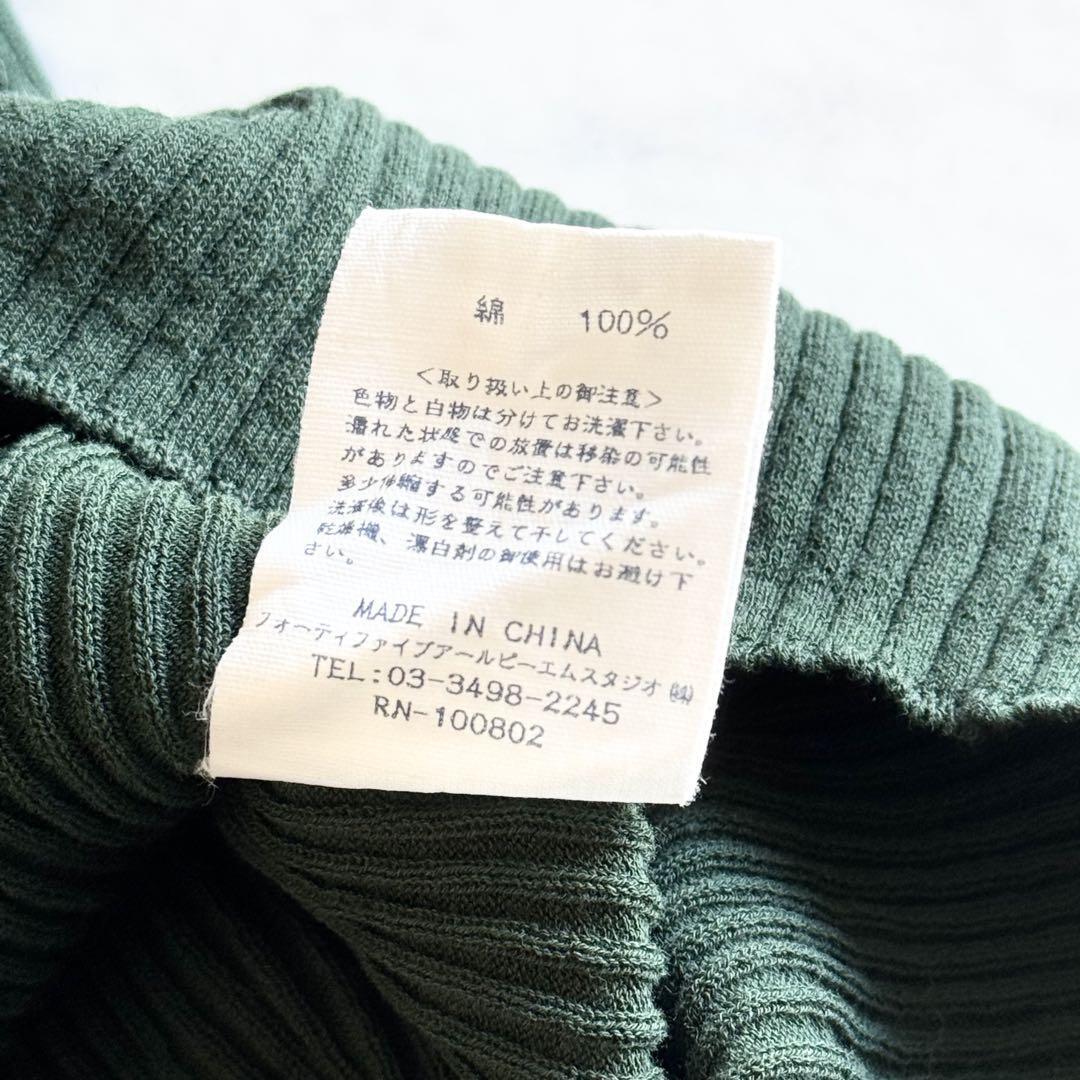 綿 100%
<取り扱い上の御注意>
色物と白物は分けてお洗濯下さい。
濡れた状態での放置は移染の可能性
がありますのでご注意下さい。
多少伸縮する可能性があります。
洗濯後は形を整えて干してください。
乾燥機、漂白剤の御使用はお避け下
さい。
MADE IN CHINA
フォーティファイブアールピーエムスタジオ㈱
TEL:03-3498-2245
RN-100802